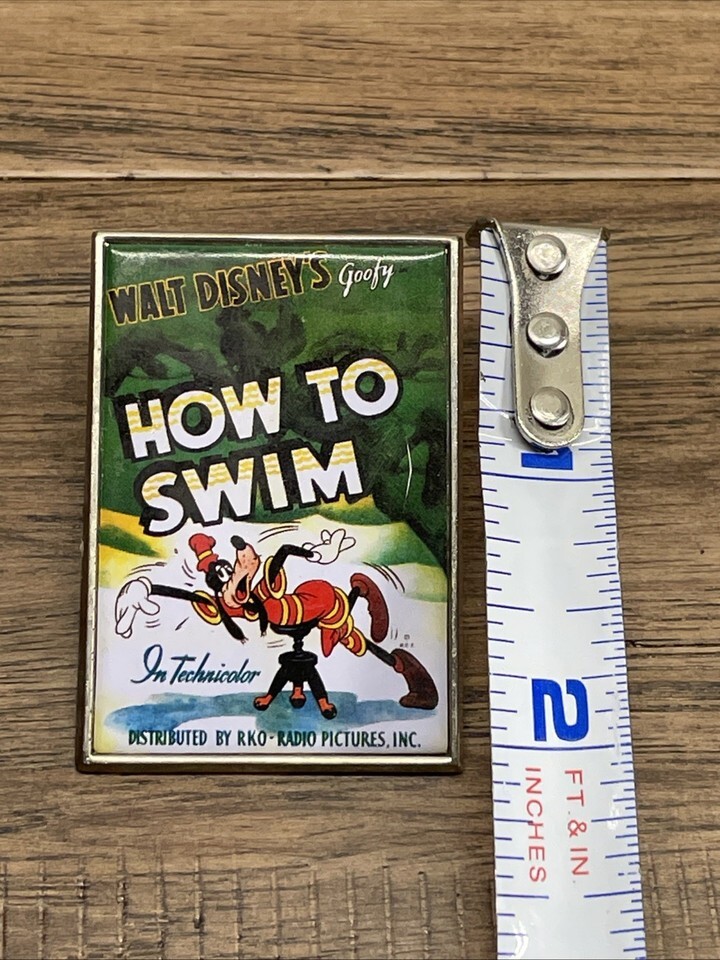 WALT DISNEY'S Goofy
HOW TO
SWIM
In Technicolor
DISTRIBUTED BY RKO-RADIO PICTURES, INC.
1
2
FT. & IN.
INCHES